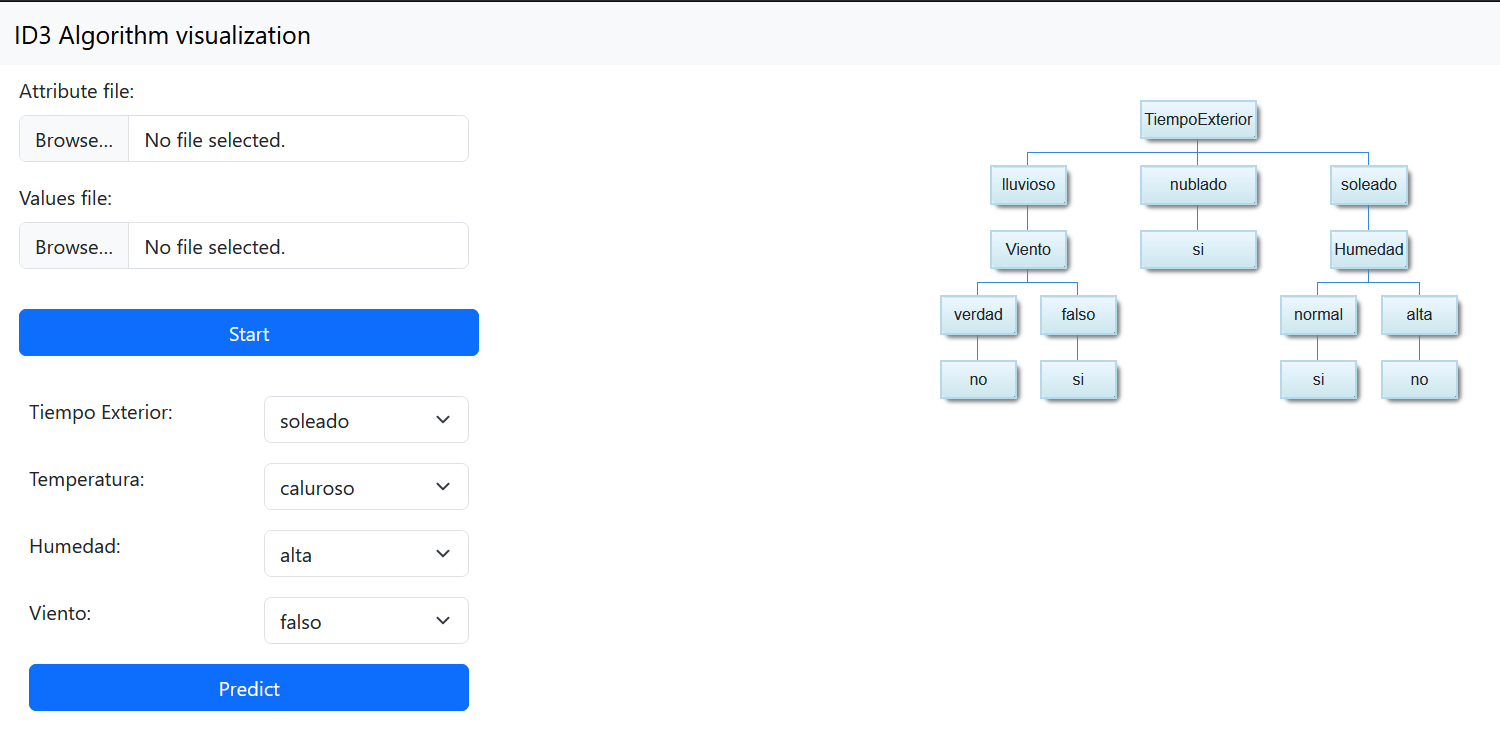 ID3 Algorithm visualization
Attribute file:
Browse... No file selected.
Values file:
Browse... No file selected.
Start
Tiempo Exterior: soleado
Temperatura: caluroso
Humedad: alta
Viento: falso
Predict
TiempoExterior
lluvioso nublado soleado
Viento si Humedad
verdad falso normal alta
no si si no